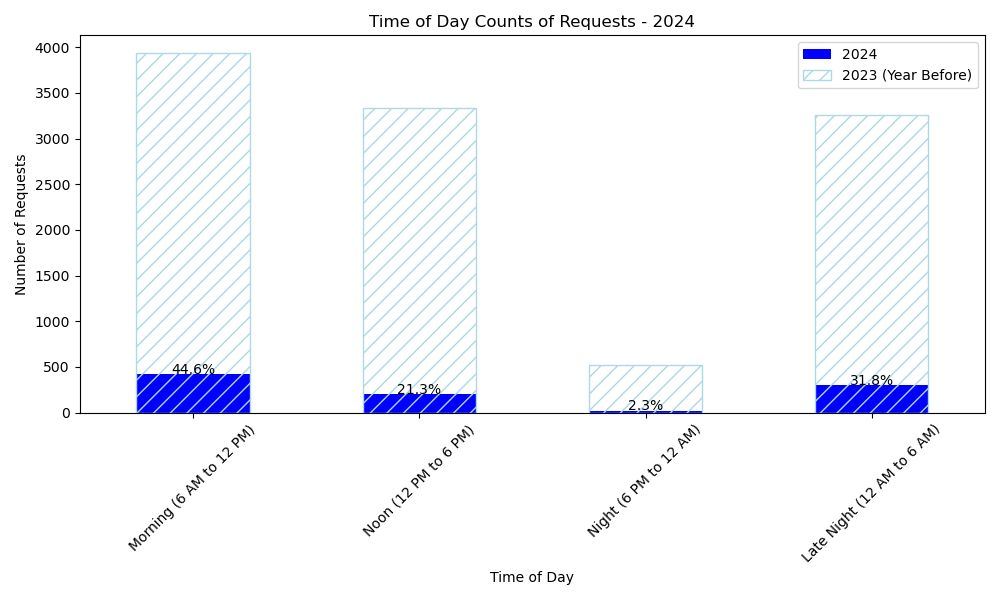 Time of Day Counts of Requests - 2024
2024
2023 (Year Before)
4000
3500
3000
2500
2000
1500
1000
500
0
Number of Requests
44.6%
21.3%
2.3%
31.8%
Morning (6 AM to 12 PM)
Noon (12 PM to 6 PM)
Night (6 PM to 12 AM)
Late Night (12 AM to 6 AM)
Time of Day